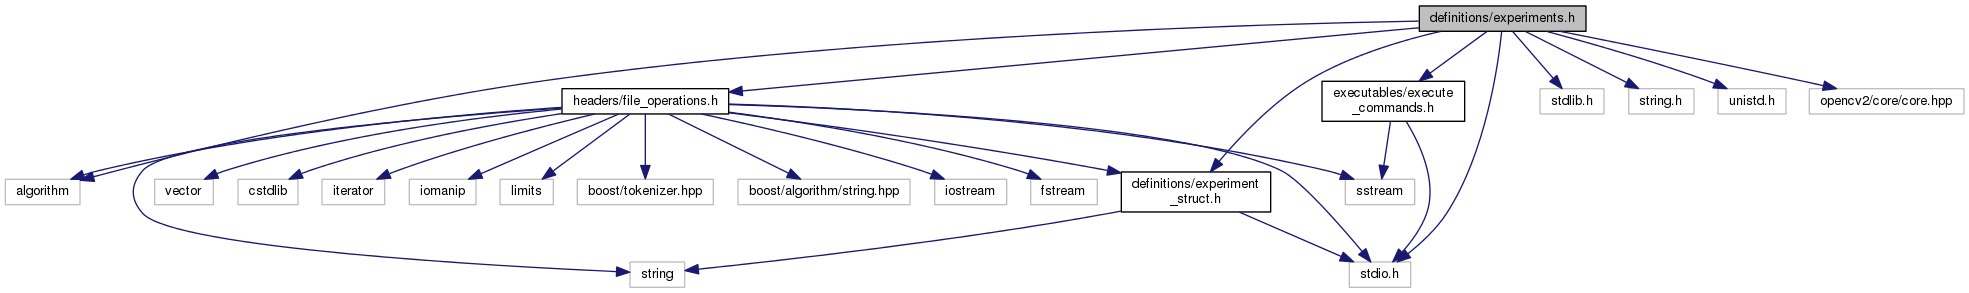 definitions/experiments.h
headers/file_operations.h
executables/execute
_commands.h
stdlib.h
string.h
unistd.h
opencv2/core/core.hpp
algorithm
vector
cstdlib
iterator
iomanip
limits
boost/tokenizer.hpp
boost/algorithm/string.hpp
iostream
fstream
definitions/experiment
_struct.h
sstream
string
stdio.h